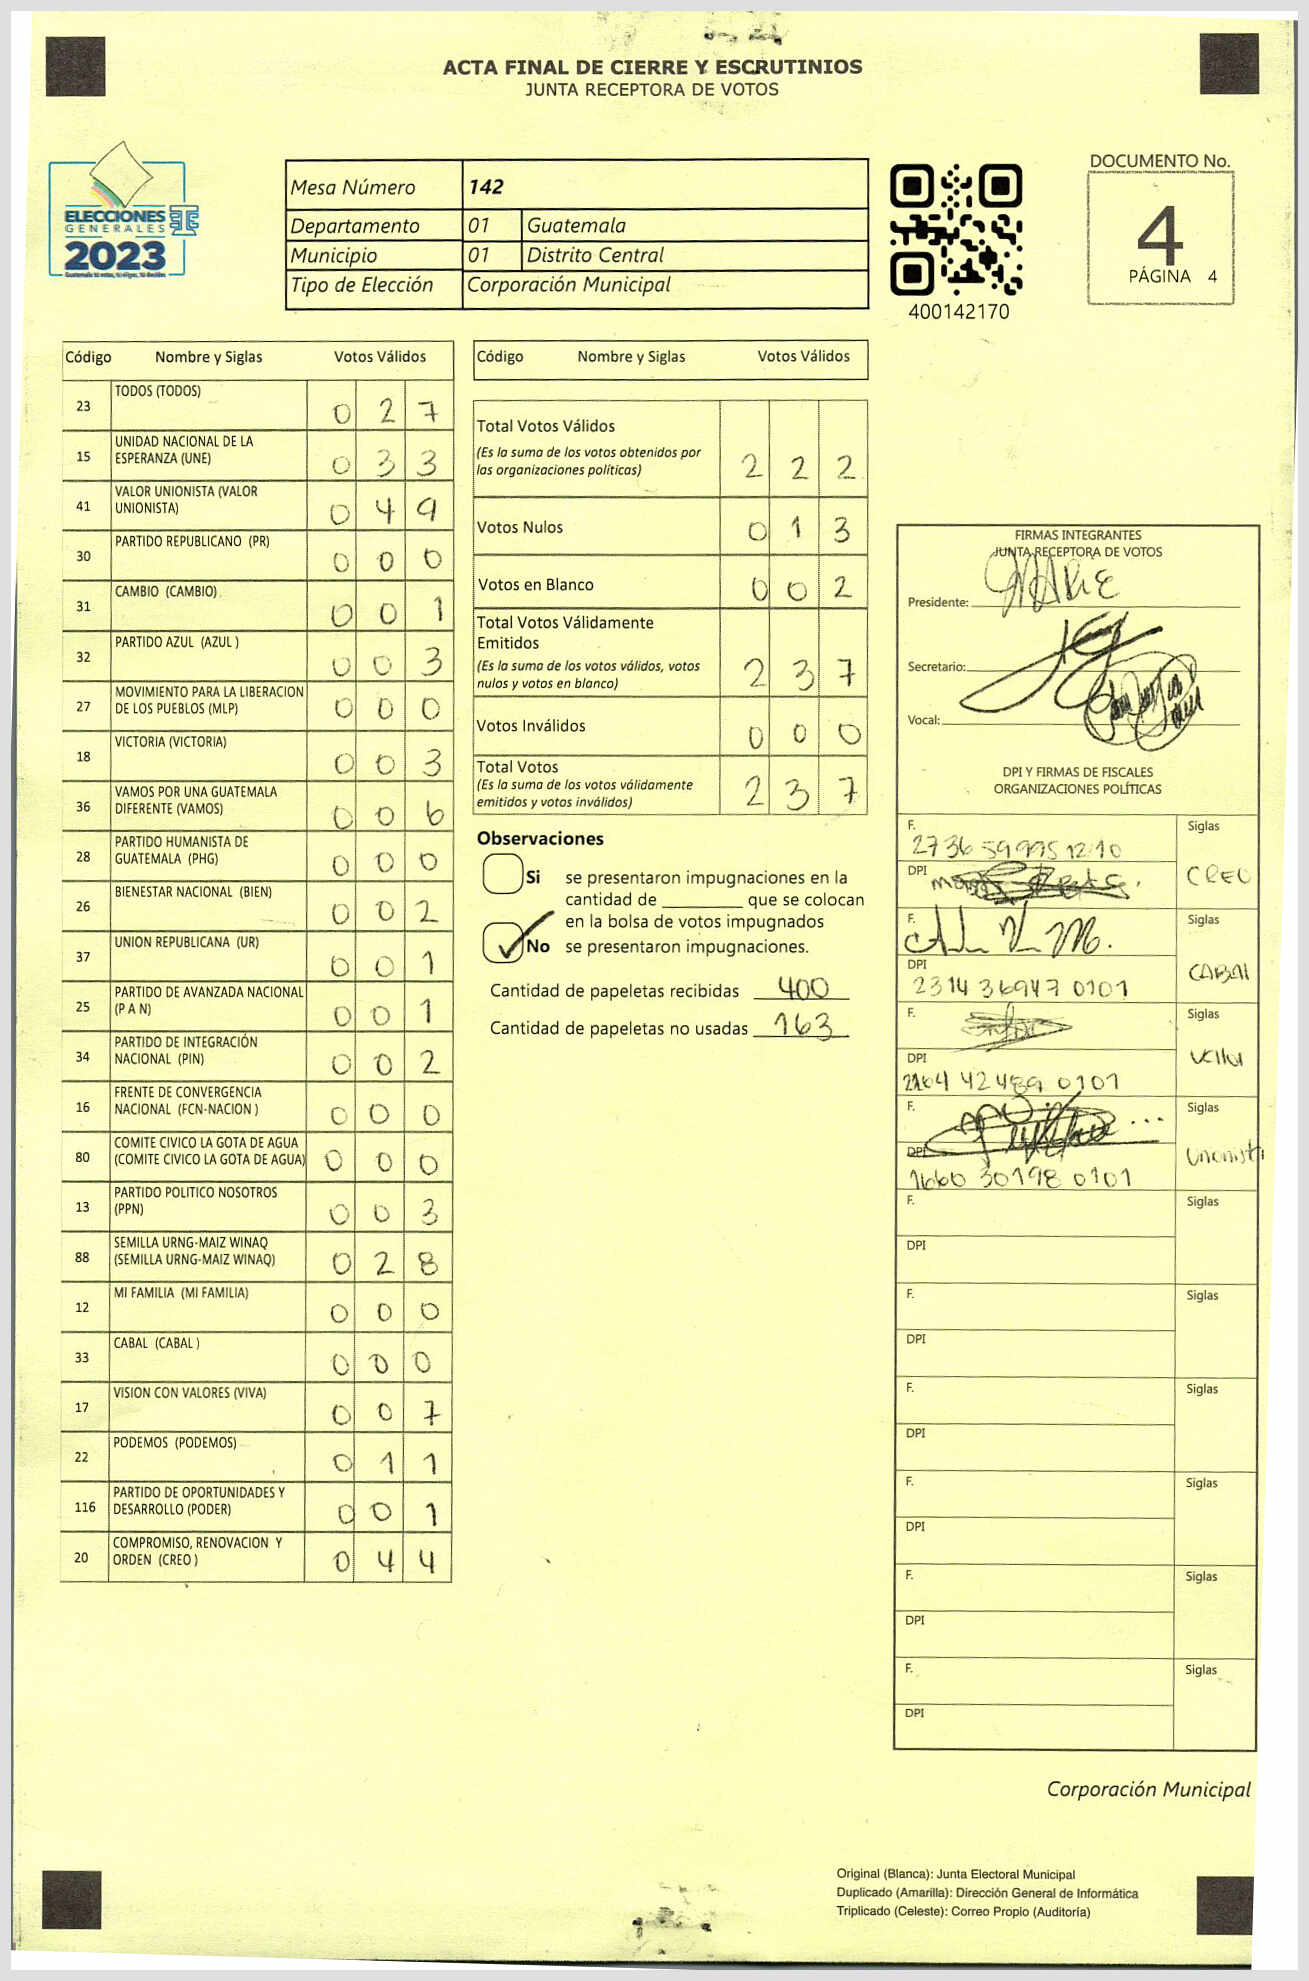 ACTA FINAL DE CIERRE Y ESCRUTINIOS
JUNTA RECEPTORA DE VOTOS
ELECCIONES
GENERALES
2023
Mesa Número 142
Departamento 01 Guatemala
Municipio 01 Distrito Central
Tipo de Elección Corporación Municipal
400142170
DOCUMENTO No.
4
PÁGINA 4
Código Nombre y Siglas Votos Válidos
23 TODOS (TODOS) 0 2 7
15 UNIDAD NACIONAL DE LA
ESPERANZA (UNE) 0 3 3
41 VALOR UNIONISTA (VALOR
UNIONISTA) 0 4 9
30 PARTIDO REPUBLICANO (PR) 0 0 0
31 CAMBIO (CAMBIO) 0 0 1
32 PARTIDO AZUL (AZUL ) 0 0 3
27 MOVIMIENTO PARA LA LIBERACION
DE LOS PUEBLOS (MLP) 0 0 0
18 VICTORIA (VICTORIA) 0 0 3
36 VAMOS POR UNA GUATEMALA
DIFERENTE (VAMOS) 0 0 6
28 PARTIDO HUMANISTA DE
GUATEMALA (PHG) 0 0 0
26 BIENESTAR NACIONAL (BIEN) 0 0 2
37 UNION REPUBLICANA (UR) 0 0 1
25 PARTIDO DE AVANZADA NACIONAL
(P A N) 0 0 1
34 PARTIDO DE INTEGRACIÓN
NACIONAL (PIN) 0 0 2
16 FRENTE DE CONVERGENCIA
NACIONAL (FCN-NACION ) 0 0 0
80 COMITE CIVICO LA GOTA DE AGUA
(COMITE CIVICO LA GOTA DE AGUA) 0 0 0
13 PARTIDO POLITICO NOSOTROS
(PPN) 0 0 3
88 SEMILLA URNG-MAIZ WINAQ
(SEMILLA URNG-MAIZ WINAQ) 0 2 8
12 MI FAMILIA (MI FAMILIA) 0 0 0
33 CABAL (CABAL ) 0 0 0
17 VISION CON VALORES (VIVA) 0 0 7
22 PODEMOS (PODEMOS) 0 1 1
116 PARTIDO DE OPORTUNIDADES Y
DESARROLLO (PODER) 0 0 1
20 COMPROMISO, RENOVACION Y
ORDEN (CREO ) 0 4 4
Código Nombre y Siglas Votos Válidos
Total Votos Válidos
(Es la suma de los votos obtenidos por
las organizaciones políticas) 2 2 2
Votos Nulos 0 1 3
Votos en Blanco 0 0 2
Total Votos Válidamente
Emitidos
(Es la suma de los votos válidos, votos
nulos y votos en blanco) 2 3 7
Votos Inválidos 0 0 0
Total Votos
(Es la suma de los votos válidamente
emitidos y votos inválidos) 2 3 7
Observaciones
Si se presentaron impugnaciones en la
cantidad de que se colocan
en la bolsa de votos impugnados
No se presentaron impugnaciones.
Cantidad de papeletas recibidas 400
Cantidad de papeletas no usadas 163
FIRMAS INTEGRANTES
JUNTA RECEPTORA DE VOTOS
Presidente:
Secretario:
Vocal:
DPI Y FIRMAS DE FISCALES
ORGANIZACIONES POLÍTICAS
F. Siglas
2736 59995 1210
DPI CREO
F. Siglas
DPI CABAL
2314 36947 0101
F. Siglas
DPI
42489 0101
F. Siglas
DPI Unionista
1660 30198 0101
F. Siglas
DPI
F. Siglas
DPI
F. Siglas
DPI
F. Siglas
DPI
F. Siglas
DPI
F. Siglas
DPI
Corporación Municipal
Original (Blanca): Junta Electoral Municipal
Duplicado (Amarilla): Dirección General de Informática
Triplicado (Celeste): Correo Propio (Auditoría)